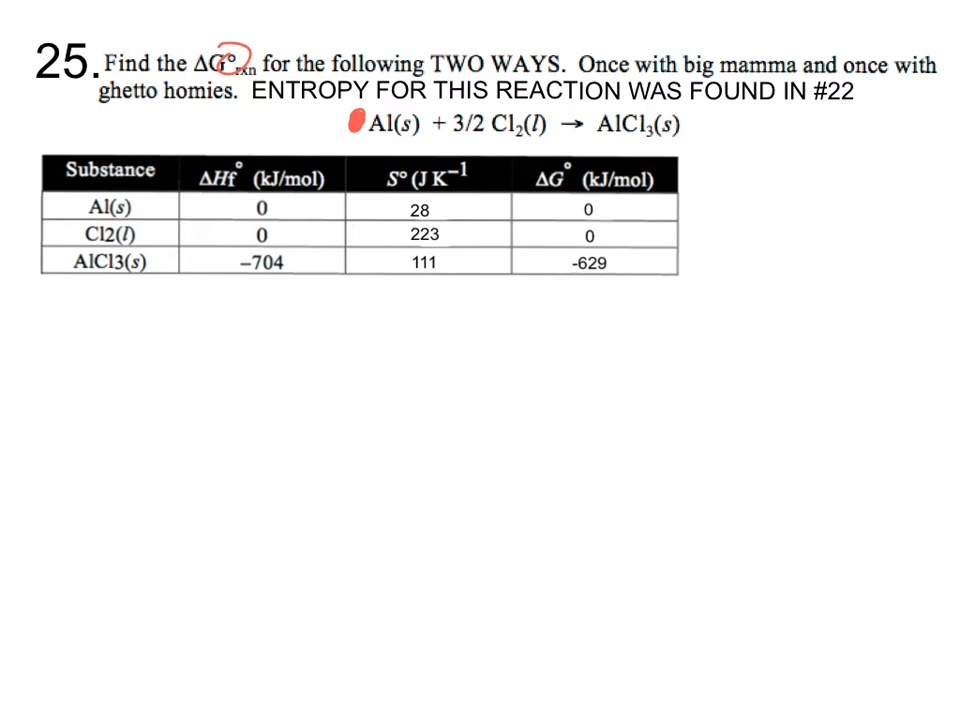 25. Find the ΔG°rxn for the following TWO WAYS. Once with big mamma and once with
ghetto homies. ENTROPY FOR THIS REACTION WAS FOUND IN #22
Al(s) + 3/2 Cl₂(l) → AlCl₃(s)
Substance ΔHf° (kJ/mol) S° (J K⁻¹ ΔG° (kJ/mol)
Al(s) 0 28 0
Cl2(l) 0 223 0
AlCl3(s) −704 111 -629